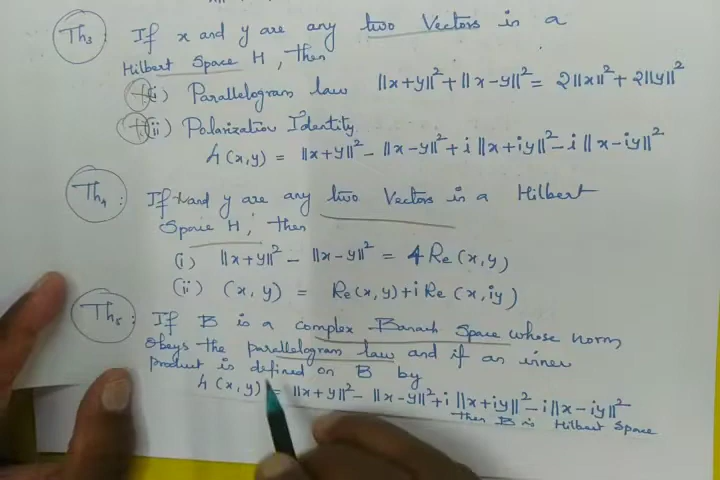 Th3 If x and y are any two Vectors in a
Hilbert Space H, then
(i) Parallelogram law ||x+y||² + ||x-y||² = 2||x||² + 2||y||²
(ii) Polarization Identity
4(x,y) = ||x+y||² - ||x-y||² + i ||x+iy||² - i ||x-iy||²
Th4: If x and y are any two Vectors in a Hilbert
Space H, then
(i) ||x+y||² - ||x-y||² = 4 Re (x,y)
(ii) (x,y) = Re(x,y) + i Re (x,iy)
Th5: If B is a complex Banach Space whose norm
obeys the parallelogram law and if an inner
product is defined on B by
4(x,y) ||x+y||² - ||x-y||² + i ||x+iy||² - i||x-iy||²
then B is Hilbert Space